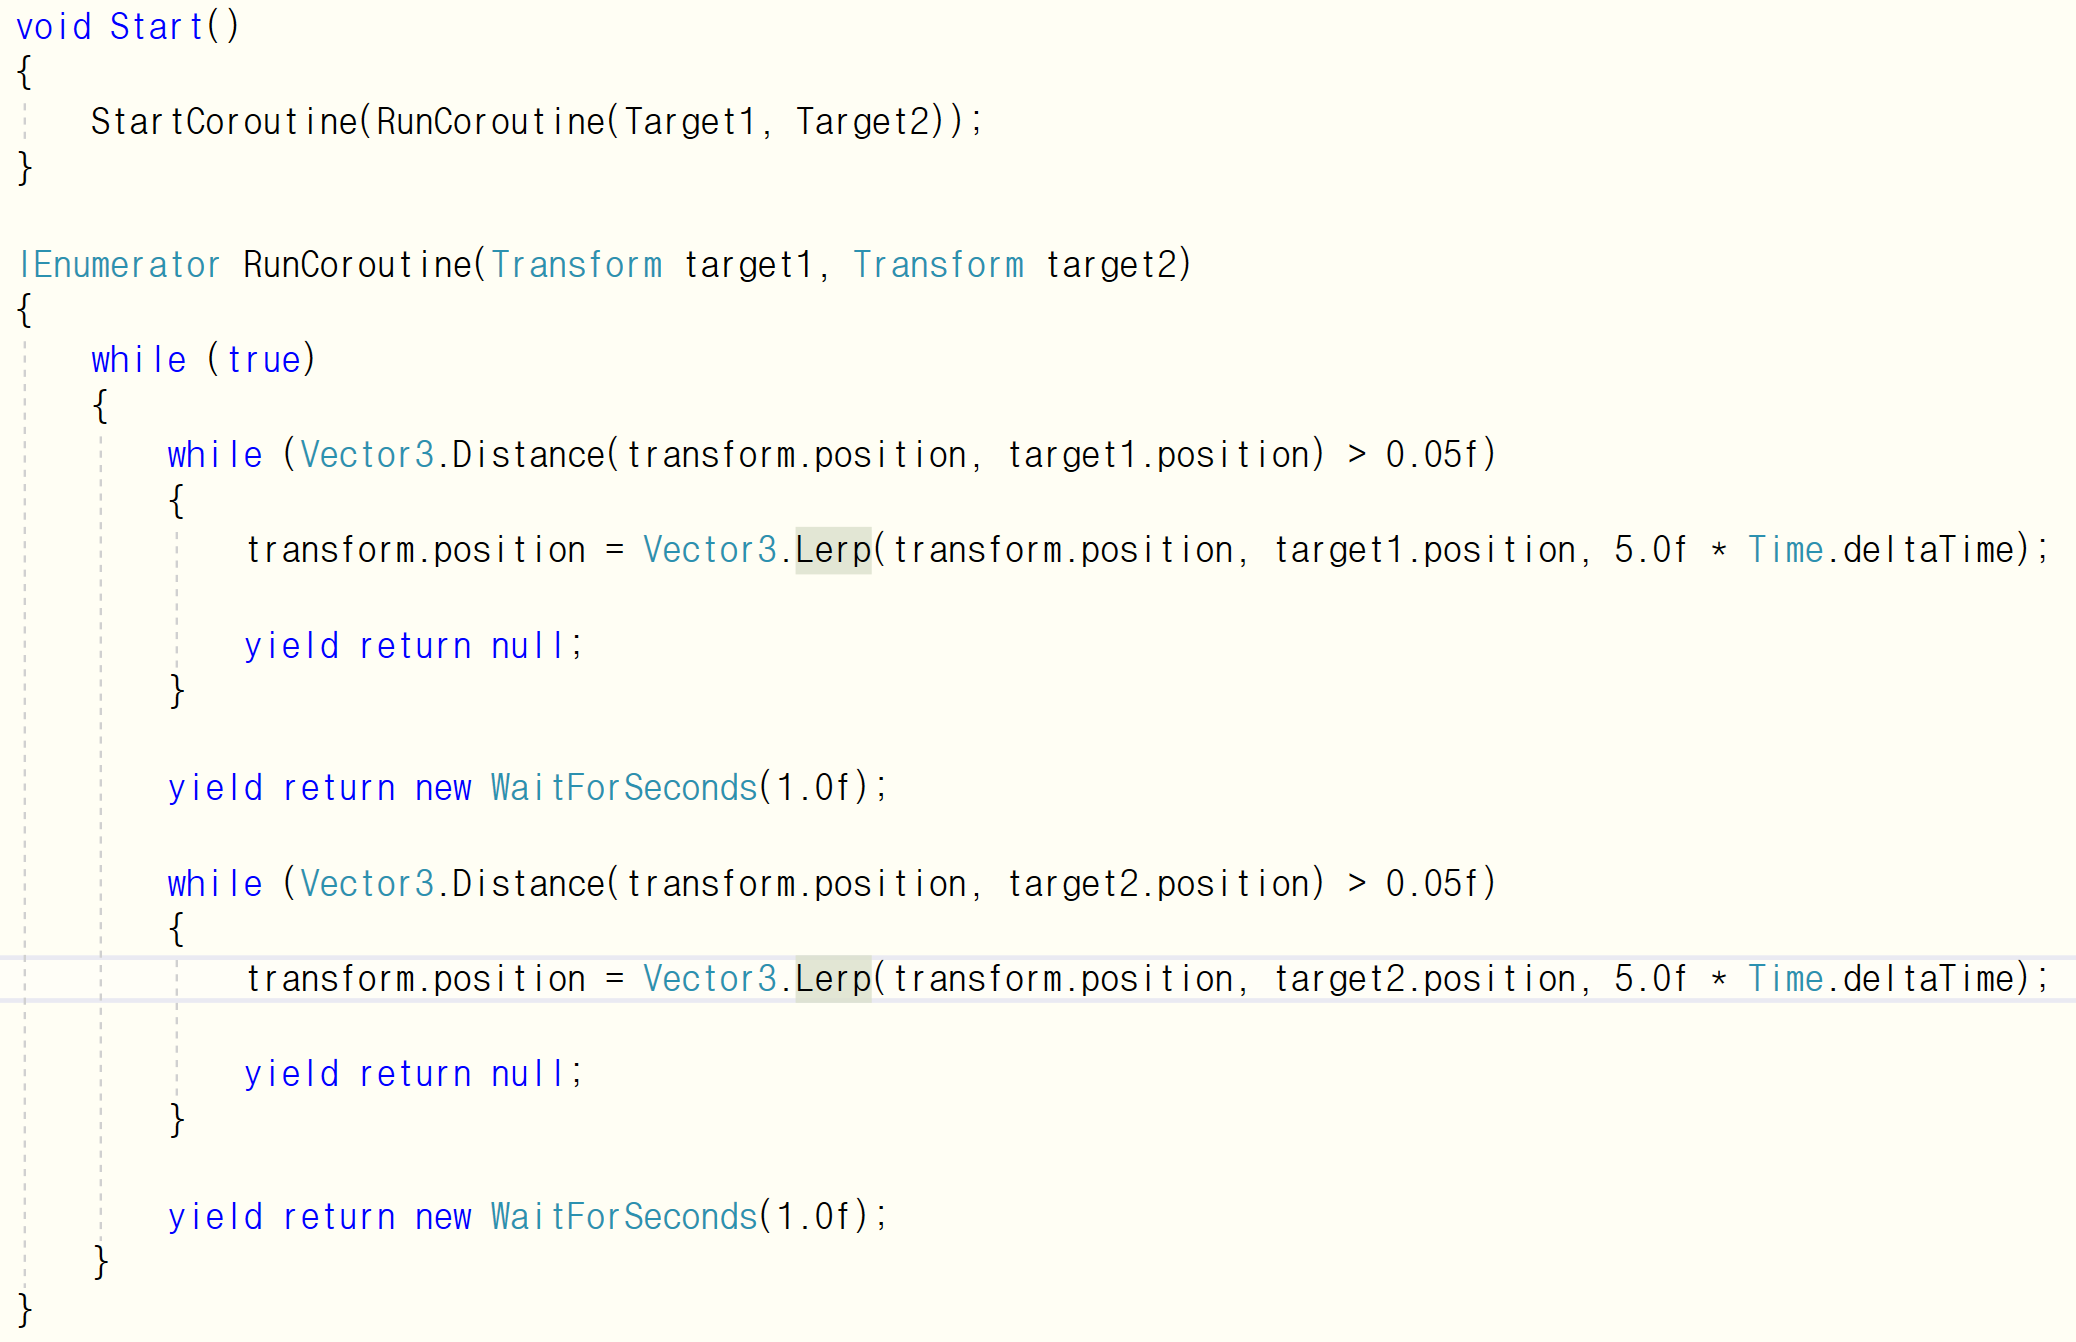 void Start()
{
    StartCoroutine(RunCoroutine(Target1, Target2));
}

IEnumerator RunCoroutine(Transform target1, Transform target2)
{
    while (true)
    {
        while (Vector3.Distance(transform.position, target1.position) > 0.05f)
        {
            transform.position = Vector3.Lerp(transform.position, target1.position, 5.0f * Time.deltaTime);

            yield return null;
        }

        yield return new WaitForSeconds(1.0f);

        while (Vector3.Distance(transform.position, target2.position) > 0.05f)
        {
            transform.position = Vector3.Lerp(transform.position, target2.position, 5.0f * Time.deltaTime);

            yield return null;
        }

        yield return new WaitForSeconds(1.0f);
    }
}